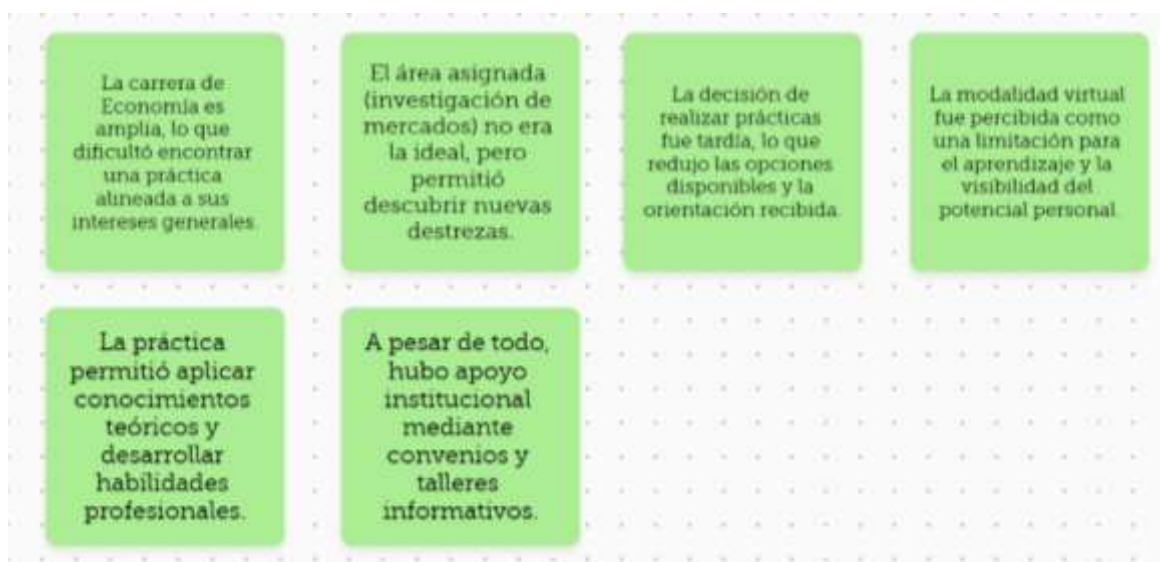 La carrera de
Economía es
amplia, lo que
dificultó encontrar
una práctica
alineada a sus
intereses generales.
El área asignada
(investigación de
mercados) no era
la ideal, pero
permitió
descubrir nuevas
destrezas.
La decisión de
realizar prácticas
fue tardía, lo que
redujo las opciones
disponibles y la
orientación recibida.
La modalidad virtual
fue percibida como
una limitación para
el aprendizaje y la
visibilidad del
potencial personal.
La práctica
permitió aplicar
conocimientos
teóricos y
desarrollar
habilidades
profesionales.
A pesar de todo,
hubo apoyo
institucional
mediante
convenios y
talleres
informativos.